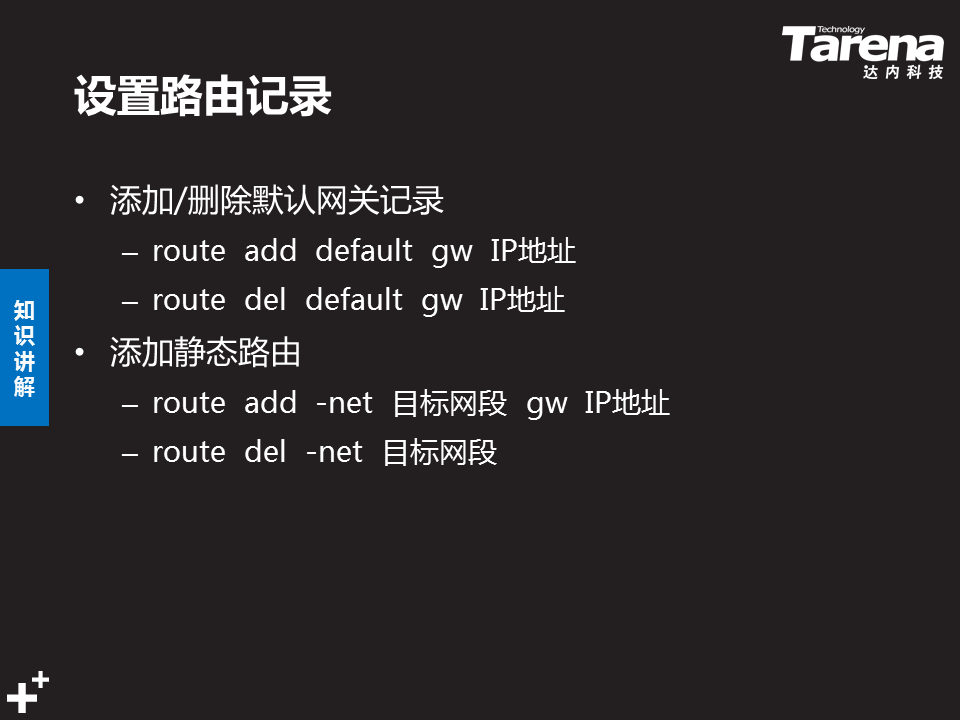 Technology
Tarena
达内科技
设置路由记录
• 添加/删除默认网关记录
– route add default gw IP地址
– route del default gw IP地址
• 添加静态路由
– route add -net 目标网段 gw IP地址
– route del -net 目标网段
知识讲解